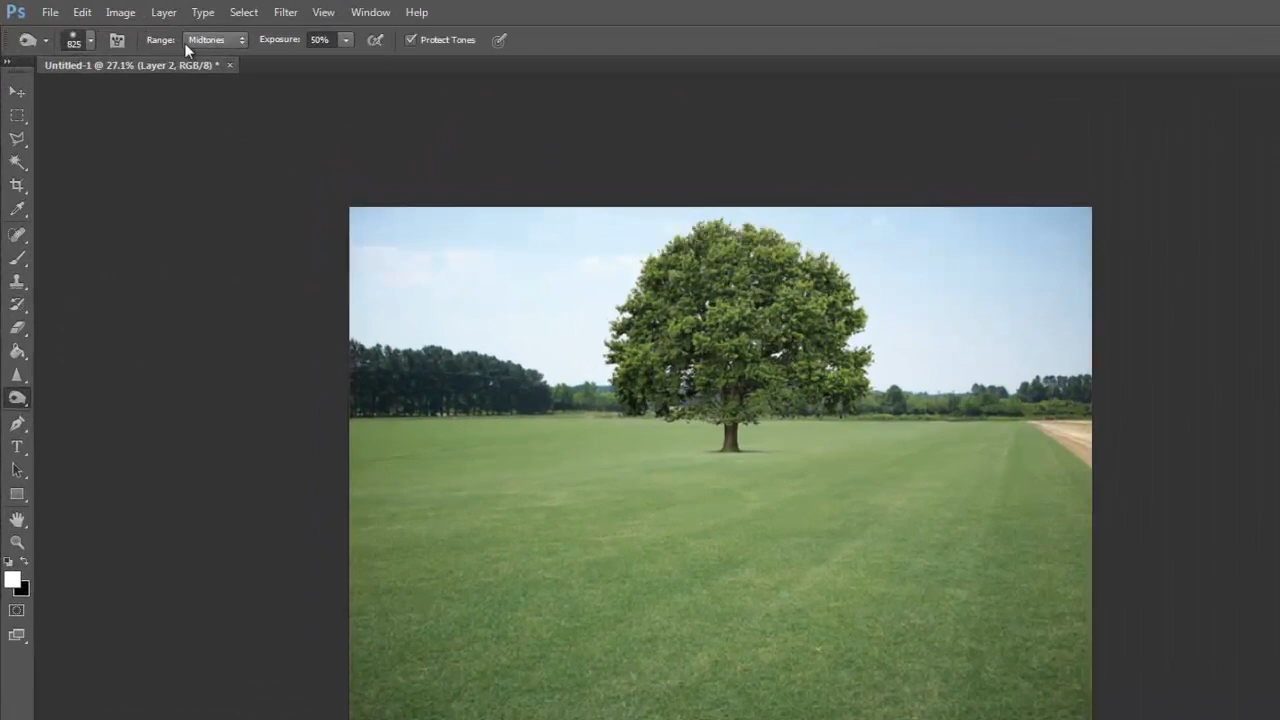 Ps File Edit Image Layer Type Select Filter View Window Help
825 Range: Midtones Exposure: 50% Protect Tones
Untitled-1 @ 27.1% (Layer 2, RGB/8) * ×
T